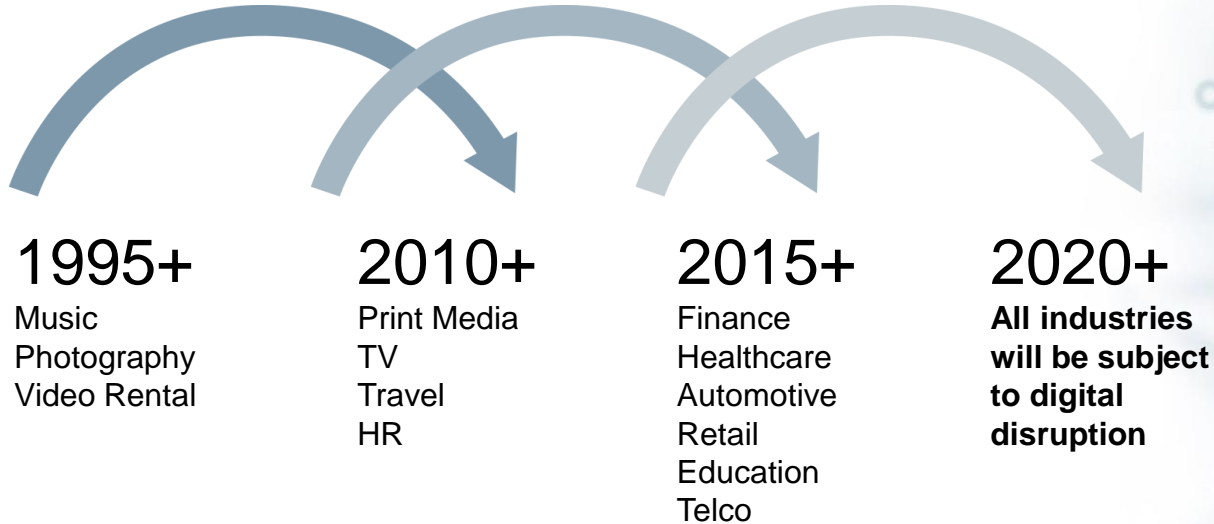 1995+
Music
Photography
Video Rental
2010+
Print Media
TV
Travel
HR
2015+
Finance
Healthcare
Automotive
Retail
Education
Telco
2020+
All industries
will be subject
to digital
disruption